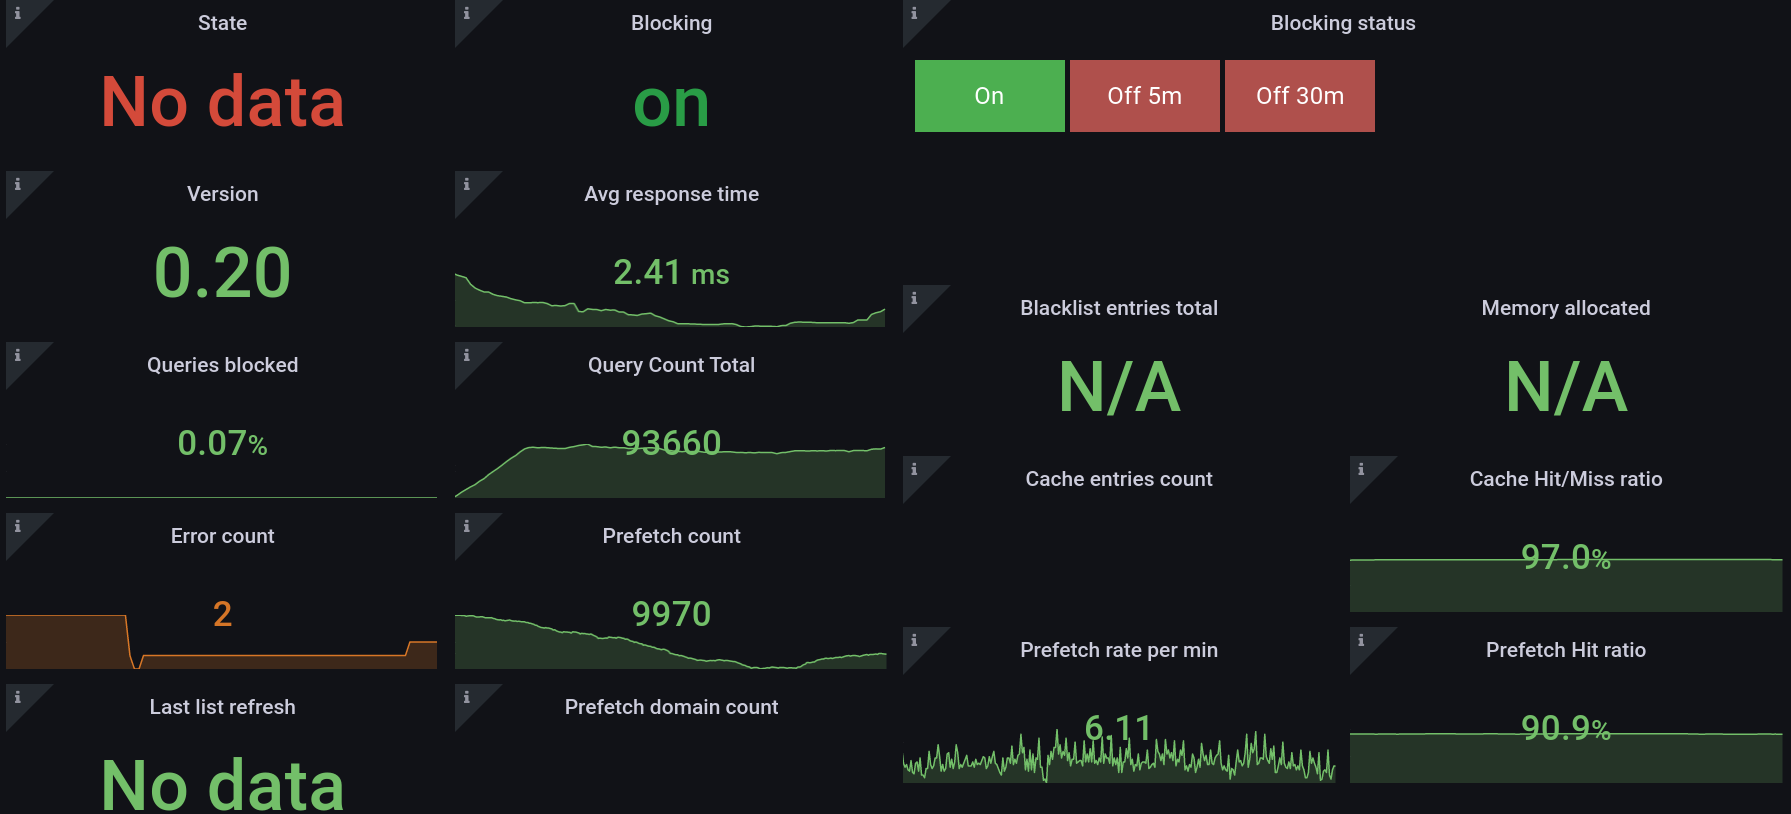 State
No data
Blocking
on
Blocking status
On
Off 5m
Off 30m
Version
0.20
Avg response time
2.41 ms
Blacklist entries total
N/A
Memory allocated
N/A
Queries blocked
0.07%
Query Count Total
93660
Cache entries count
Cache Hit/Miss ratio
97.0%
Error count
2
Prefetch count
9970
Prefetch rate per min
6.11
Prefetch Hit ratio
90.9%
Last list refresh
No data
Prefetch domain count